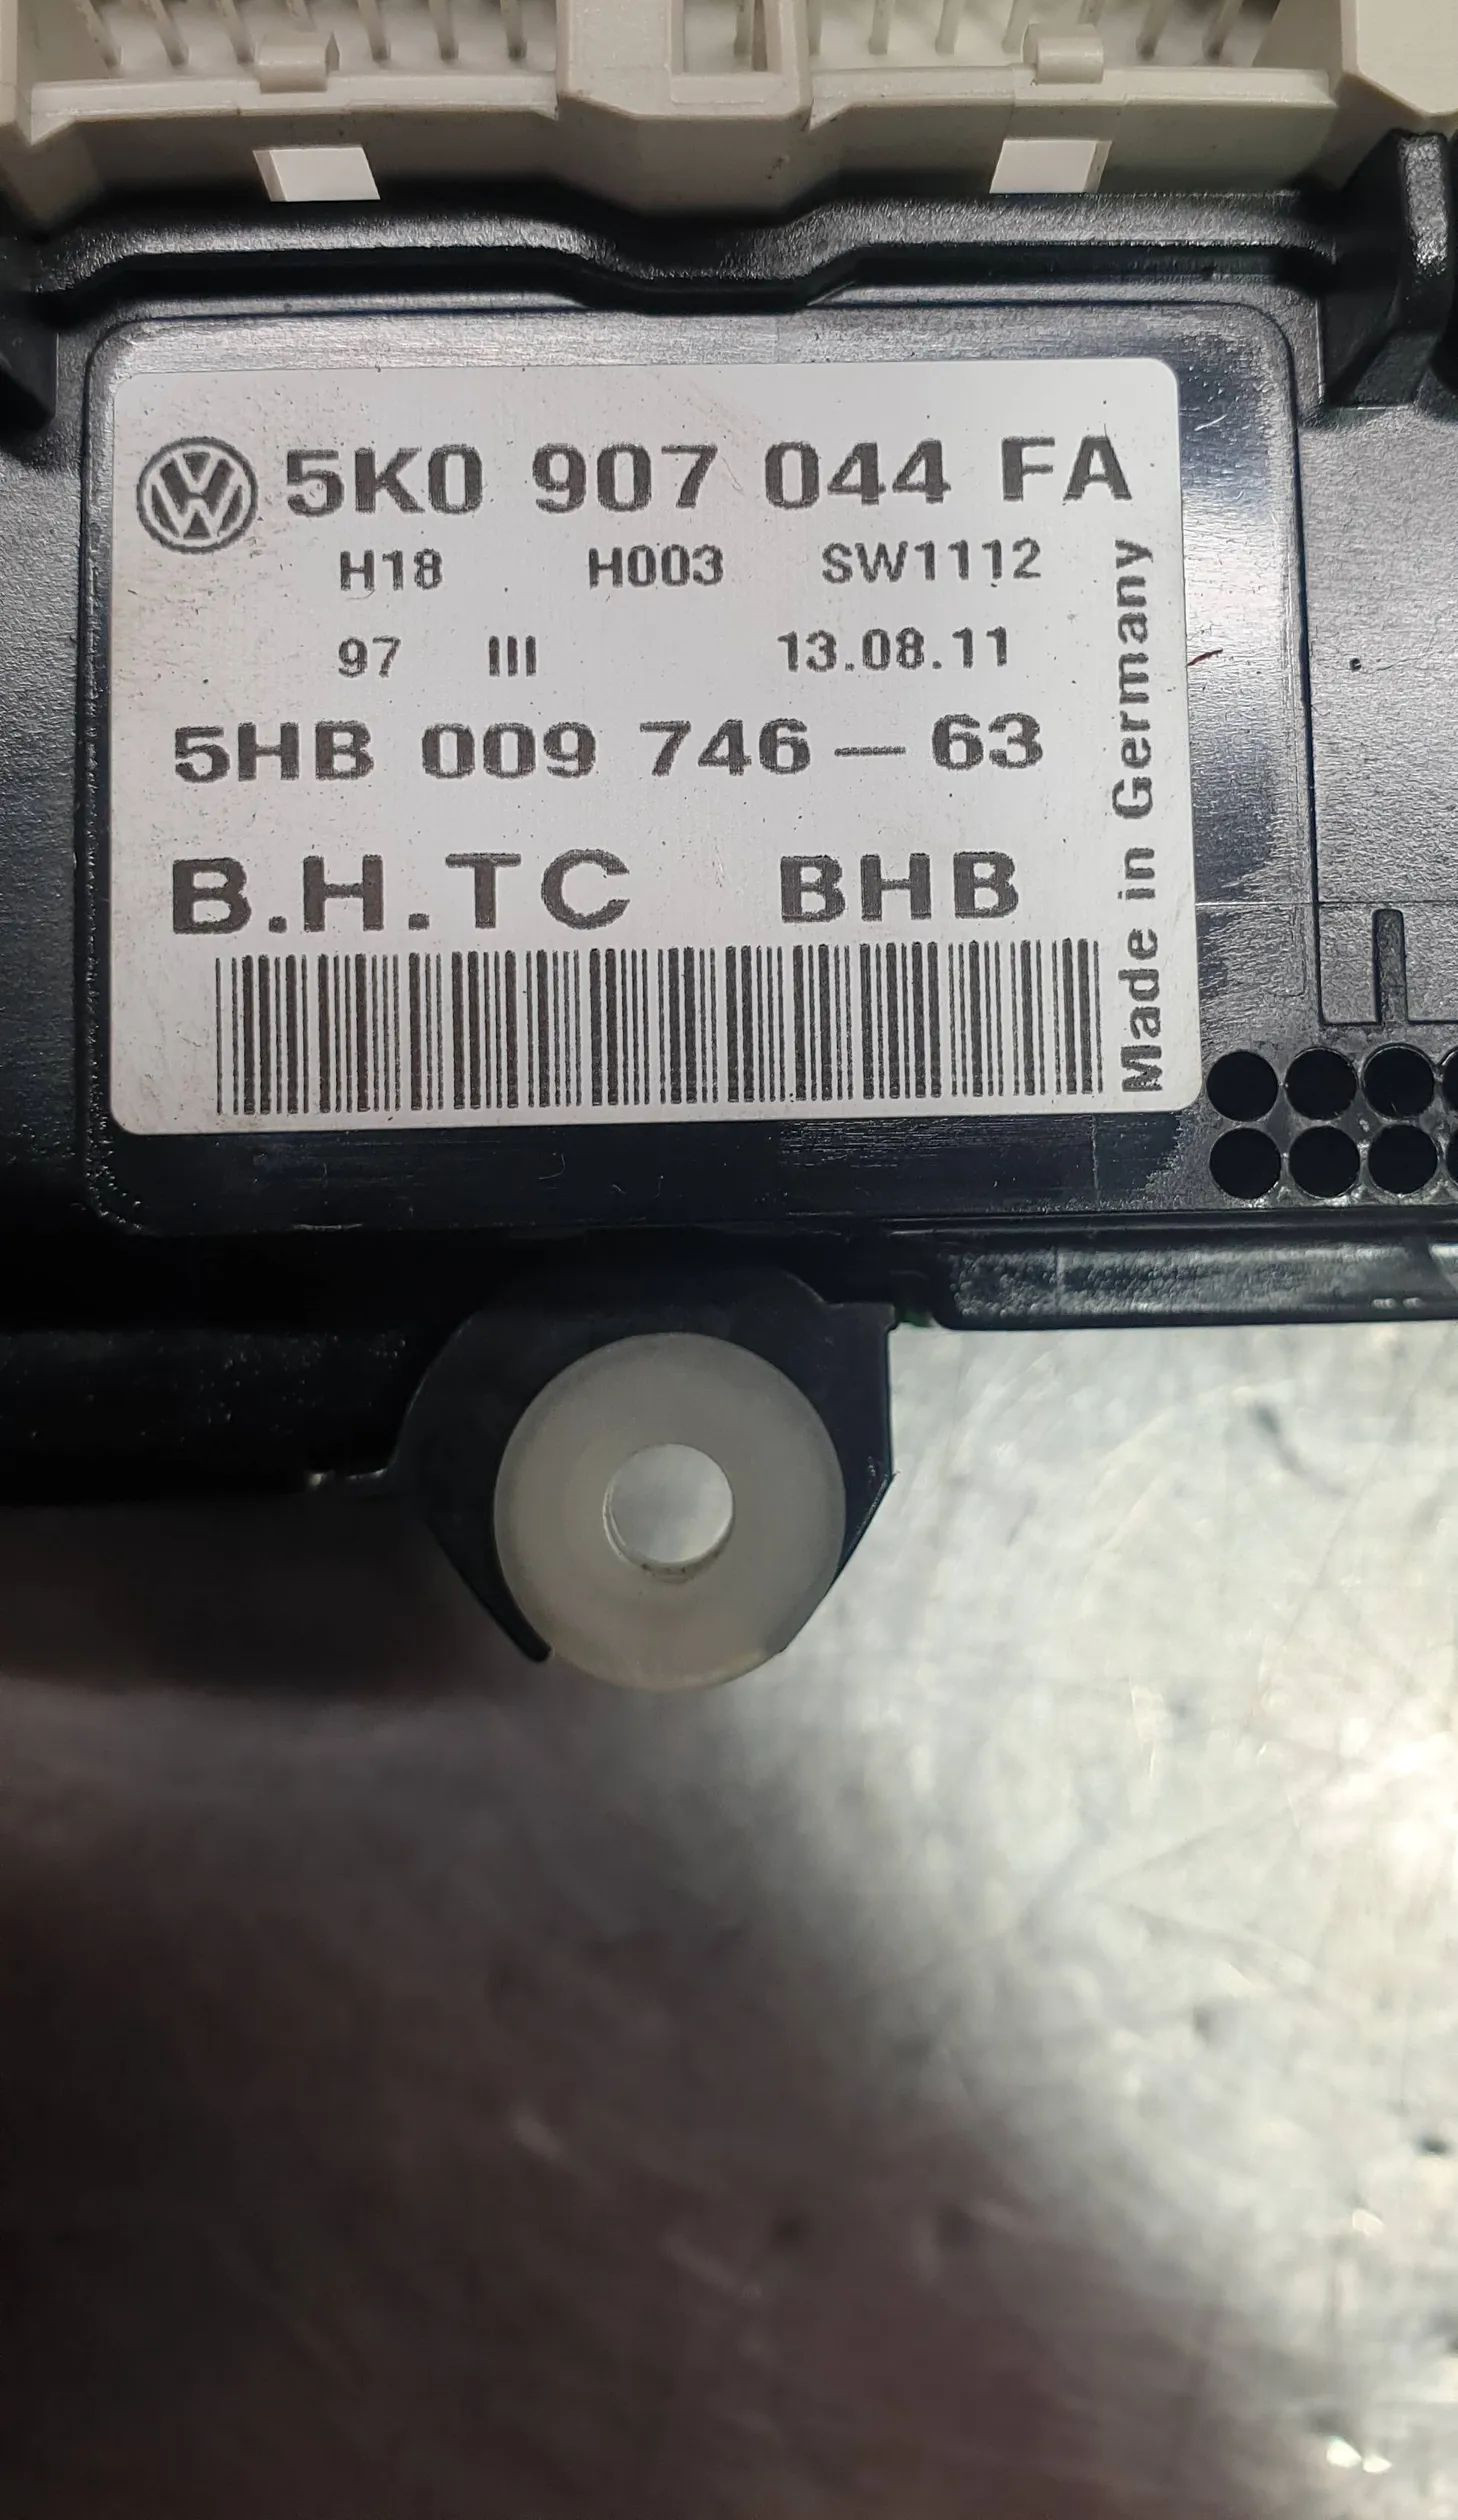 5K0 907 044 FA
H18 H003 SW1112
97 III 13.08.11
5HB 009 746-63
B.H.TC BHB
Made in Germany